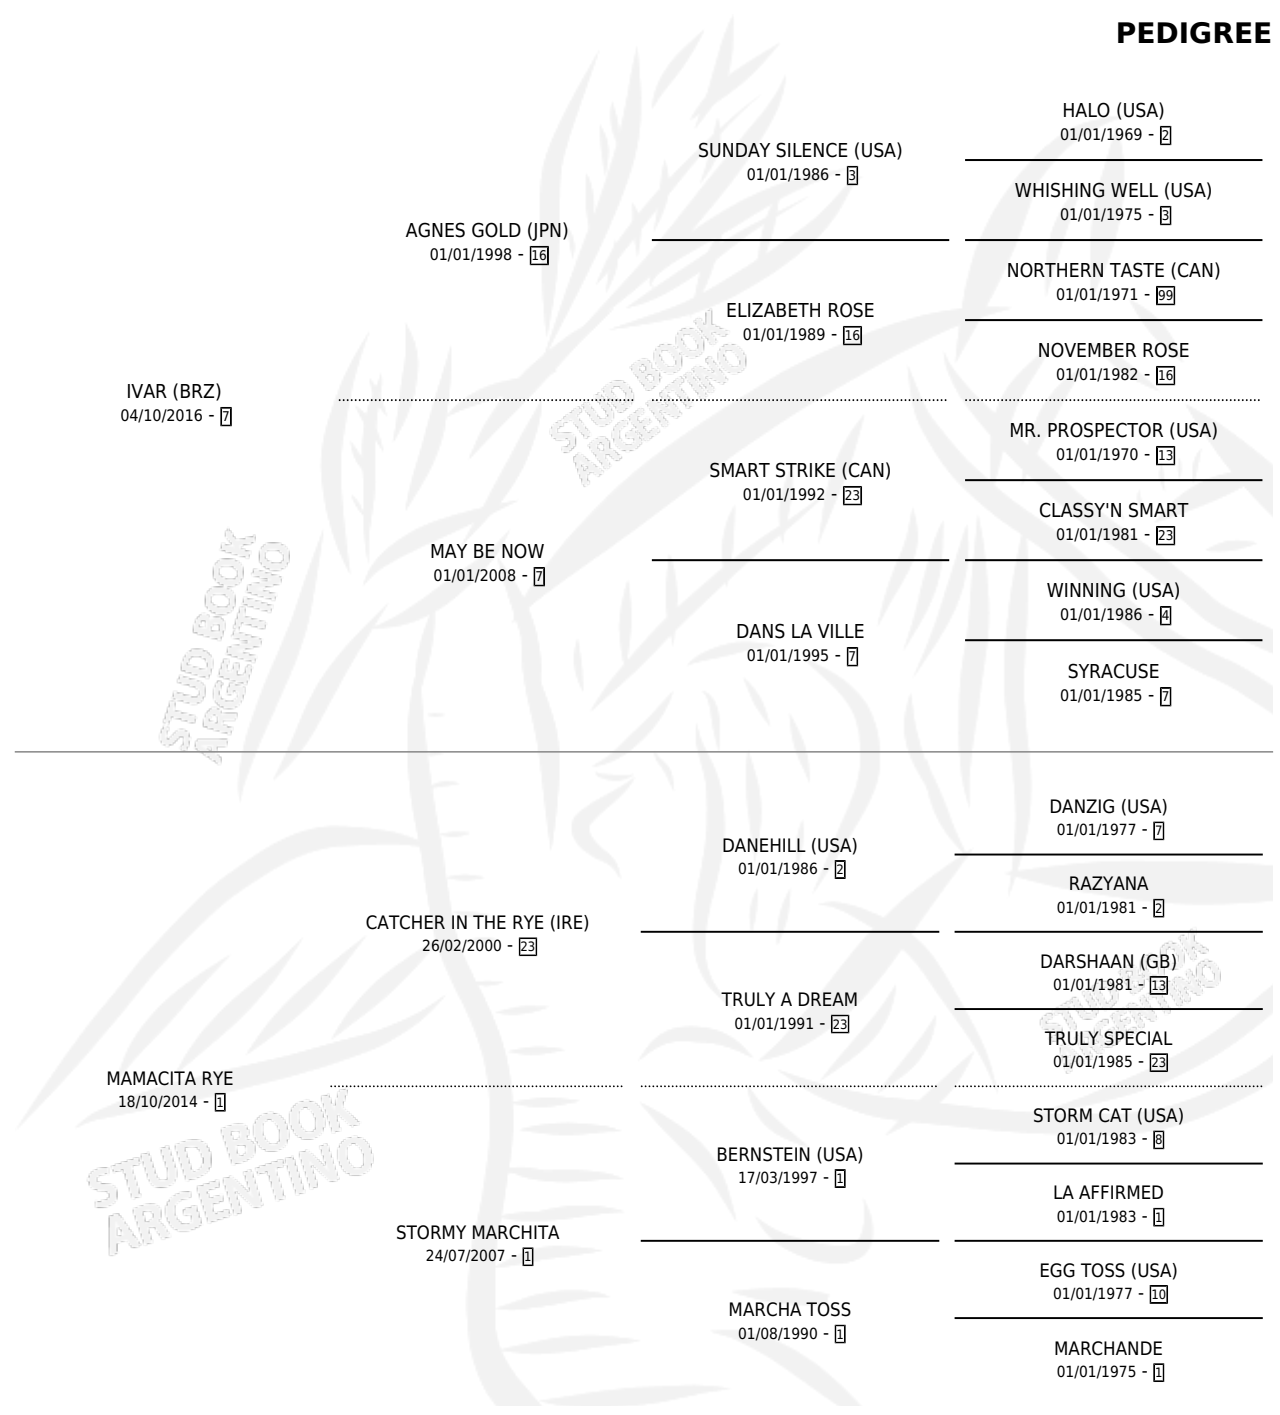 PEDIGREE
HALO (USA)
01/01/1969 - 2
SUNDAY SILENCE (USA)
01/01/1986 - 3
WHISHING WELL (USA)
01/01/1975 - 3
AGNES GOLD (JPN)
01/01/1998 - 16
NORTHERN TASTE (CAN)
01/01/1971 - 99
ELIZABETH ROSE
01/01/1989 - 16
NOVEMBER ROSE
01/01/1982 - 16
IVAR (BRZ)
04/10/2016 - 7
MR. PROSPECTOR (USA)
01/01/1970 - 13
SMART STRIKE (CAN)
01/01/1992 - 23
CLASSY'N SMART
01/01/1981 - 23
MAY BE NOW
01/01/2008 - 7
WINNING (USA)
01/01/1986 - 4
DANS LA VILLE
01/01/1995 - 7
SYRACUSE
01/01/1985 - 7
DANZIG (USA)
01/01/1977 - 7
DANEHILL (USA)
01/01/1986 - 2
RAZYANA
01/01/1981 - 2
CATCHER IN THE RYE (IRE)
26/02/2000 - 23
DARSHAAN (GB)
01/01/1981 - 13
TRULY A DREAM
01/01/1991 - 23
TRULY SPECIAL
01/01/1985 - 23
MAMACITA RYE
18/10/2014 - 1
STORM CAT (USA)
01/01/1983 - 8
BERNSTEIN (USA)
17/03/1997 - 1
LA AFFIRMED
01/01/1983 - 1
STORMY MARCHITA
24/07/2007 - 1
EGG TOSS (USA)
01/01/1977 - 10
MARCHA TOSS
01/08/1990 - 1
MARCHANDE
01/01/1975 - 1
STUD BOOK
ARGENTINO
STUD BOOK
ARGENTINO
STUD BOOK
ARGENTINO
STUD BOOK
ARGENTINO